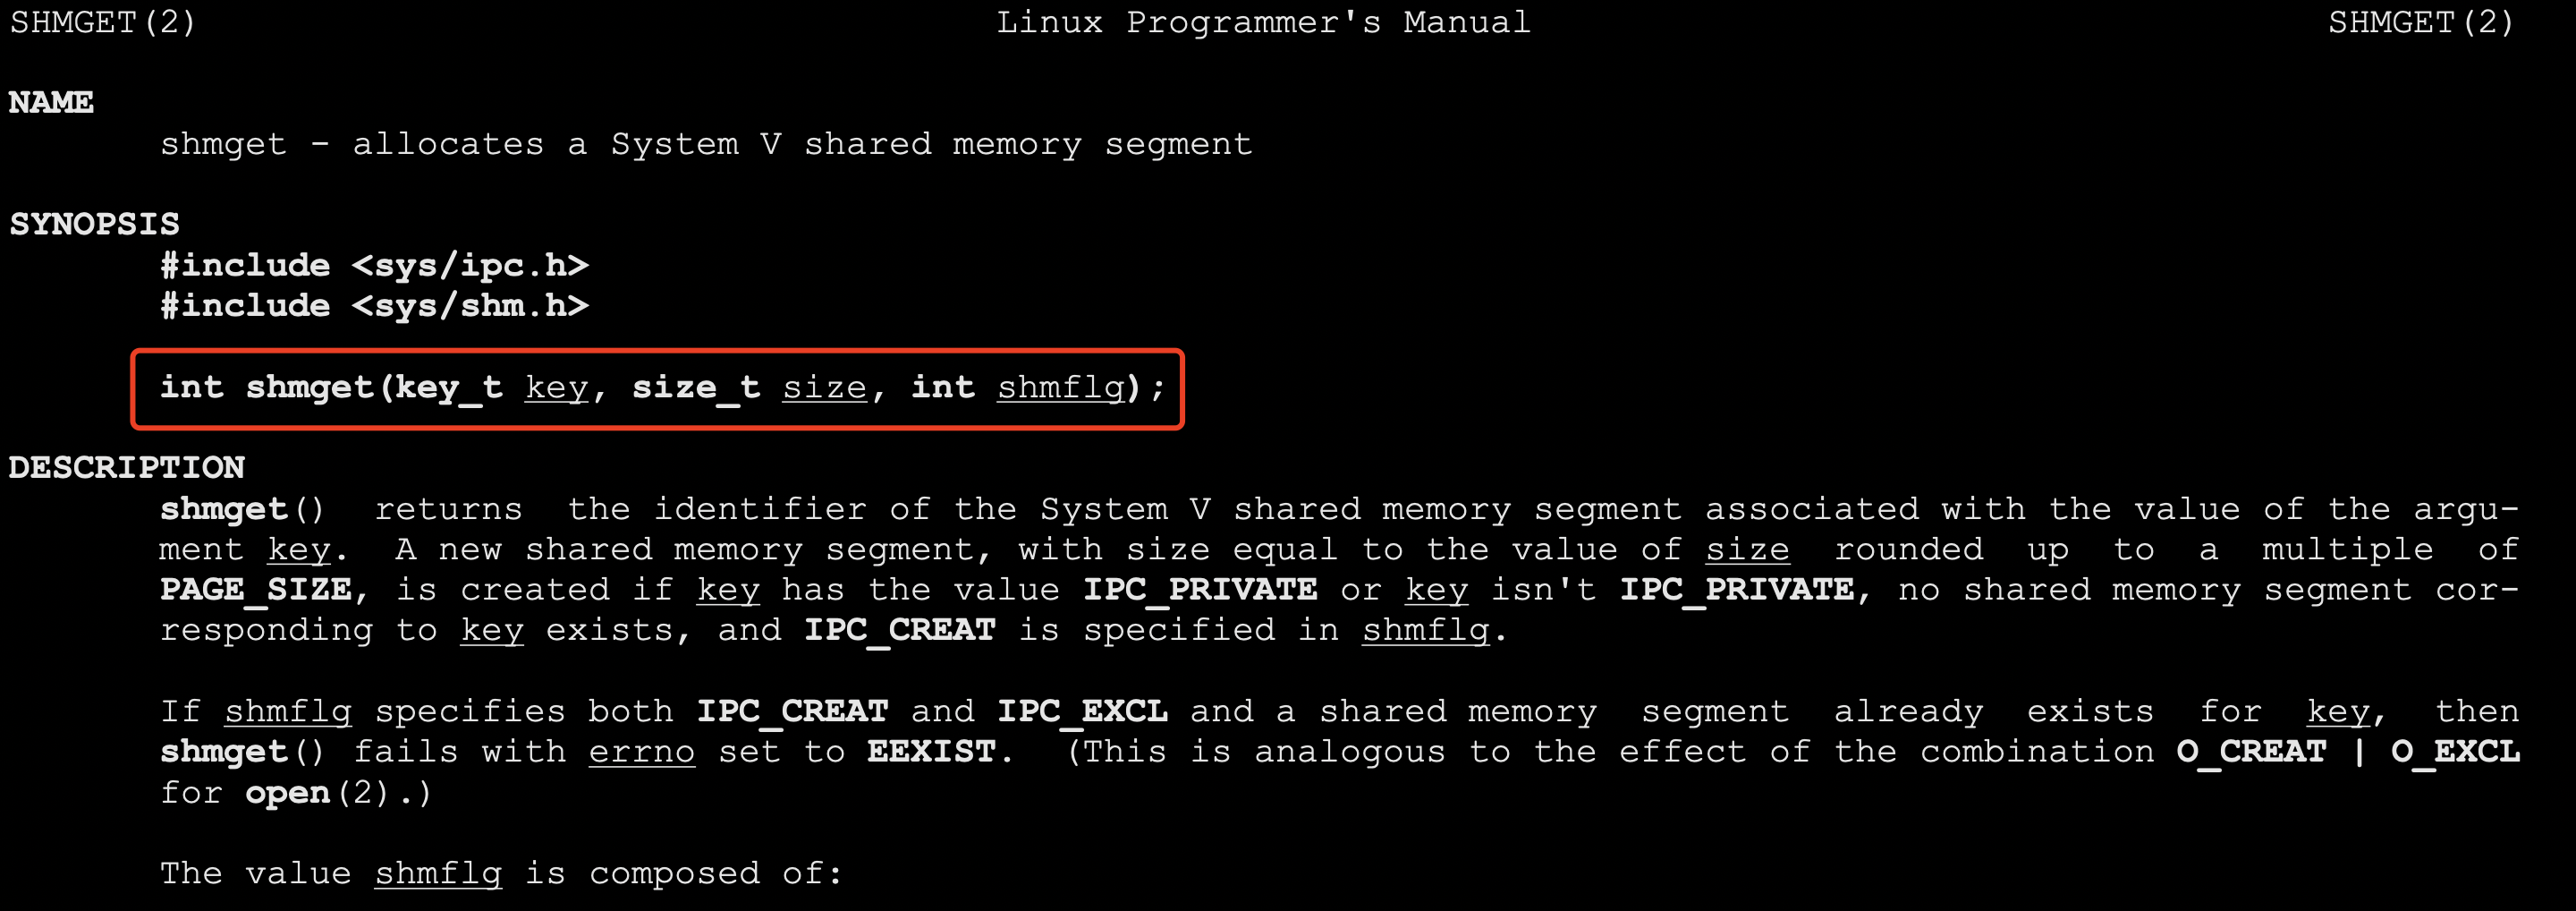 SHMGET(2) Linux Programmer's Manual SHMGET(2)
NAME
shmget - allocates a System V shared memory segment
SYNOPSIS
#include <sys/ipc.h>
#include <sys/shm.h>
int shmget(key_t key, size_t size, int shmflg);
DESCRIPTION
shmget() returns the identifier of the System V shared memory segment associated with the value of the argu-
ment key. A new shared memory segment, with size equal to the value of size rounded up to a multiple of
PAGE_SIZE, is created if key has the value IPC_PRIVATE or key isn't IPC_PRIVATE, no shared memory segment cor-
responding to key exists, and IPC_CREAT is specified in shmflg.
If shmflg specifies both IPC_CREAT and IPC_EXCL and a shared memory segment already exists for key, then
shmget() fails with errno set to EEXIST. (This is analogous to the effect of the combination O_CREAT | O_EXCL
for open(2).)
The value shmflg is composed of: